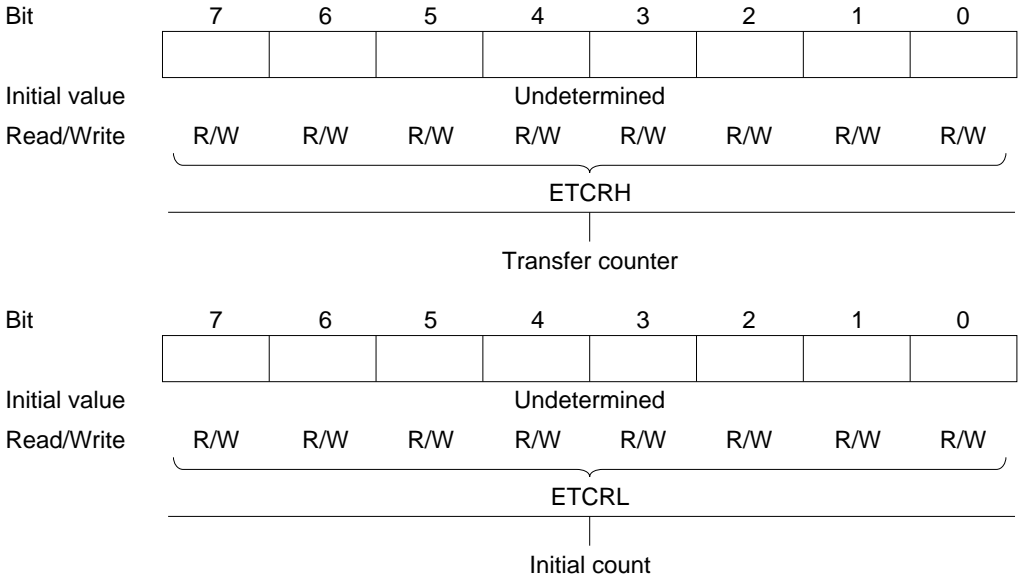 Bit 7 6 5 4 3 2 1 0
Initial value Undetermined
Read/Write R/W R/W R/W R/W R/W R/W R/W R/W
ETCRH
Transfer counter
Bit 7 6 5 4 3 2 1 0
Initial value Undetermined
Read/Write R/W R/W R/W R/W R/W R/W R/W R/W
ETCRL
Initial count